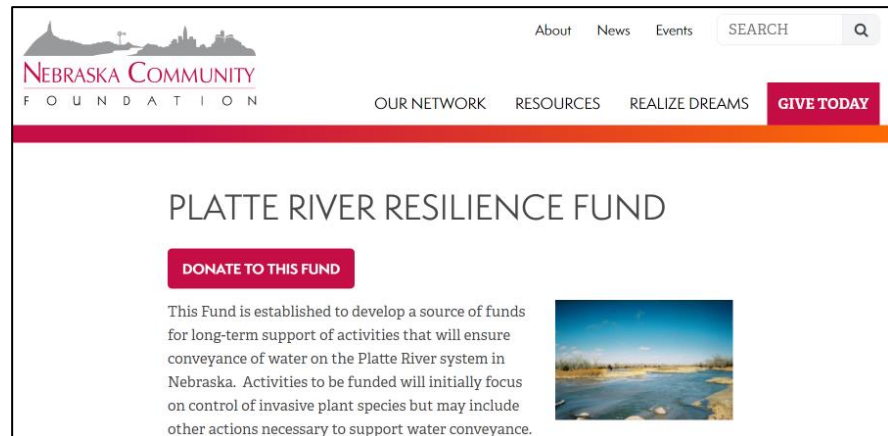 About News Events SEARCH
NEBRASKA COMMUNITY
FOUNDATION
OUR NETWORK RESOURCES REALIZE DREAMS GIVE TODAY
PLATTE RIVER RESILIENCE FUND
DONATE TO THIS FUND
This Fund is established to develop a source of funds
for long-term support of activities that will ensure
conveyance of water on the Platte River system in
Nebraska. Activities to be funded will initially focus
on control of invasive plant species but may include
other actions necessary to support water conveyance.